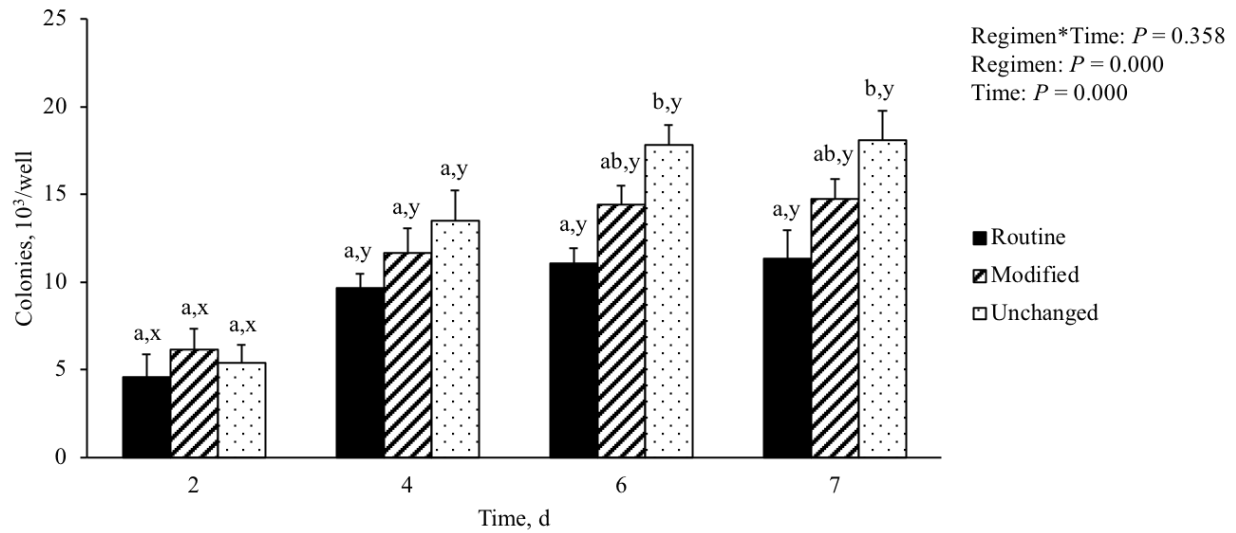 25
20
15
10
5
0
Colonies, 10³/well
a,x
a,x
a,x
a,y
a,y
a,y
a,y
ab,y
b,y
a,y
ab,y
b,y
2
4
6
7
Time, d
Regimen*Time: P = 0.358
Regimen: P = 0.000
Time: P = 0.000
Routine
Modified
Unchanged